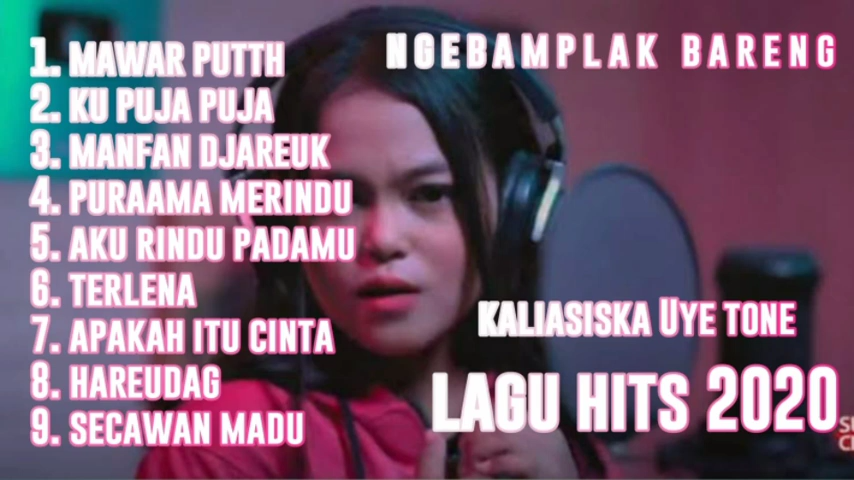 NGEBAMPLAK BARENG
1. MAWAR PUTTH
2. KU PUJA PUJA
3. MANFAN DJAREUK
4. PURAAMA MERINDU
5. AKU RINDU PADAMU
6. TERLENA
7. APAKAH ITU CINTA
8. HAREUDAG
9. SECAWAN MADU
KALIASISKA UYE TONE
LAGU HITS 2020